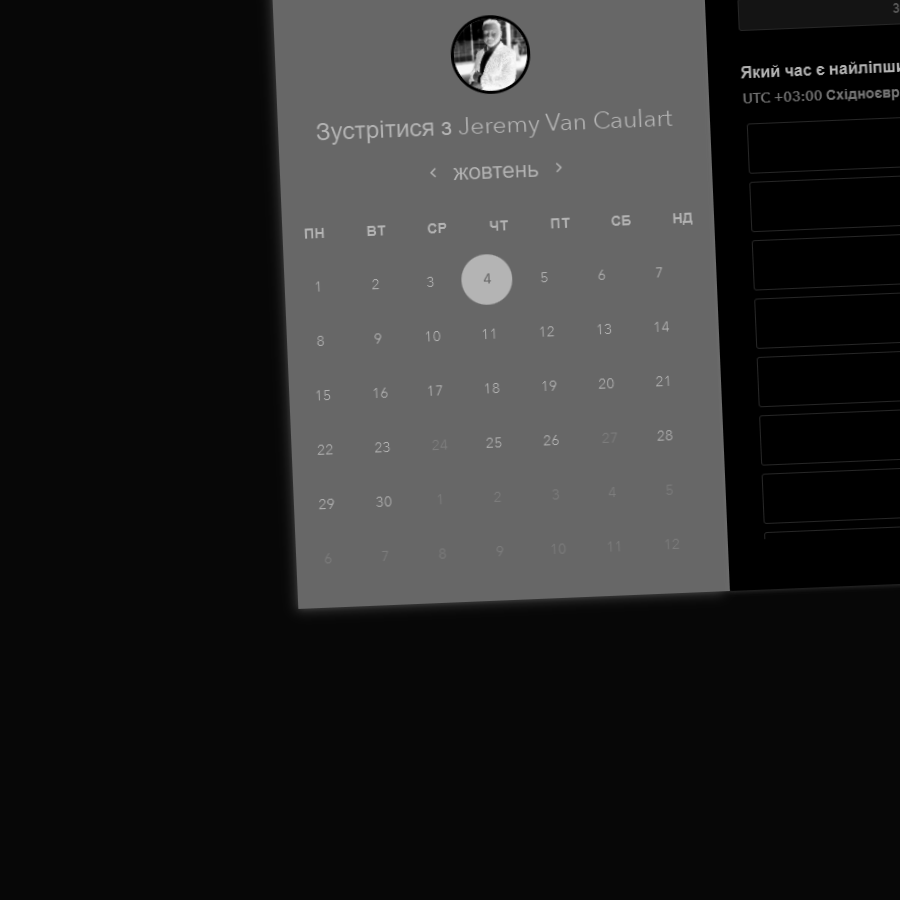 Зустрітися з Jeremy Van Caulart
жовтень
ПН ВТ СР ЧТ ПТ СБ НД
1 2 3 4 5 6 7
8 9 10 11 12 13 14
15 16 17 18 19 20 21
22 23 24 25 26 27 28
29 30 1 2 3 4 5
6 7 8 9 10 11 12
Який час є
UTC +03:00